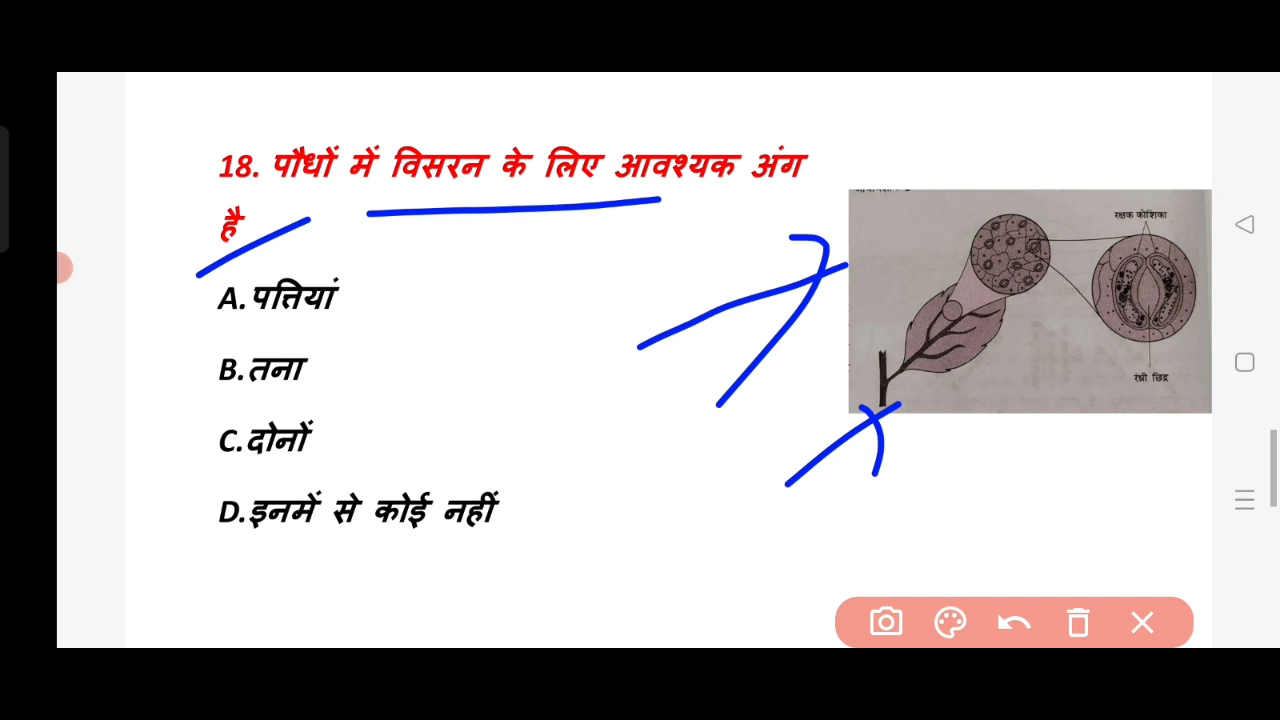 18. पौधों में विसरन के लिए आवश्यक अंग
है
A.पत्तियां
B.तना
C.दोनों
D.इनमें से कोई नहीं
रक्षक कोशिका
रंध्री छिद्र